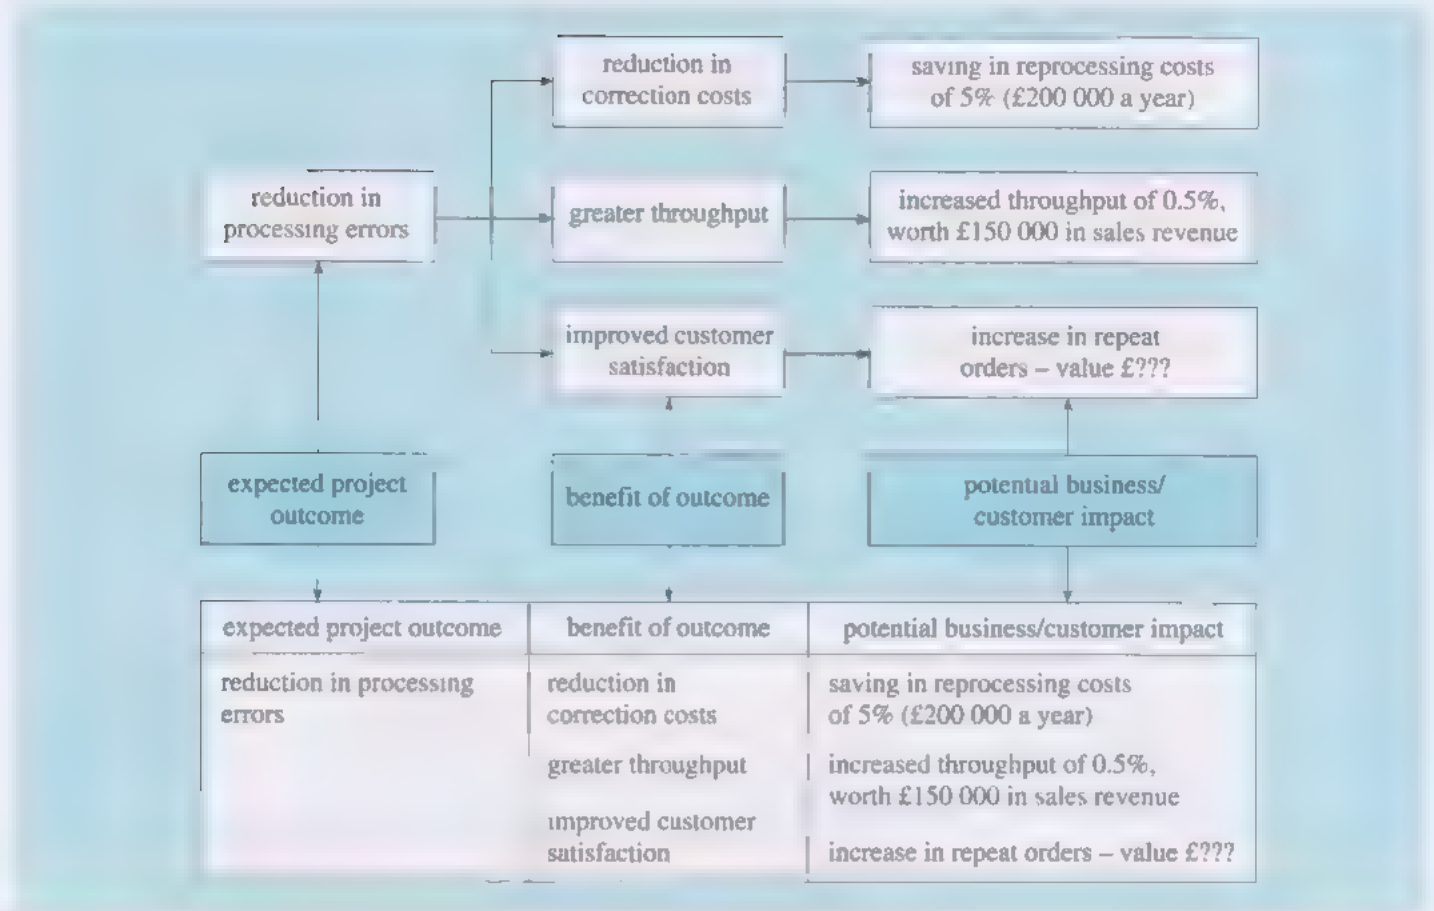 reduction in
correction costs
saving in reprocessing costs
of 5% (£200 000 a year)
reduction in
processing errors
greater throughput
increased throughput of 0.5%,
worth £150 000 in sales revenue
improved customer
satisfaction
increase in repeat
orders – value £???
expected project
outcome
benefit of outcome
potential business/
customer impact
expected project outcome
benefit of outcome
potential business/customer impact
reduction in processing
errors
reduction in
correction costs
saving in reprocessing costs
of 5% (£200 000 a year)
greater throughput
increased throughput of 0.5%,
worth £150 000 in sales revenue
improved customer
satisfaction
increase in repeat orders – value £???